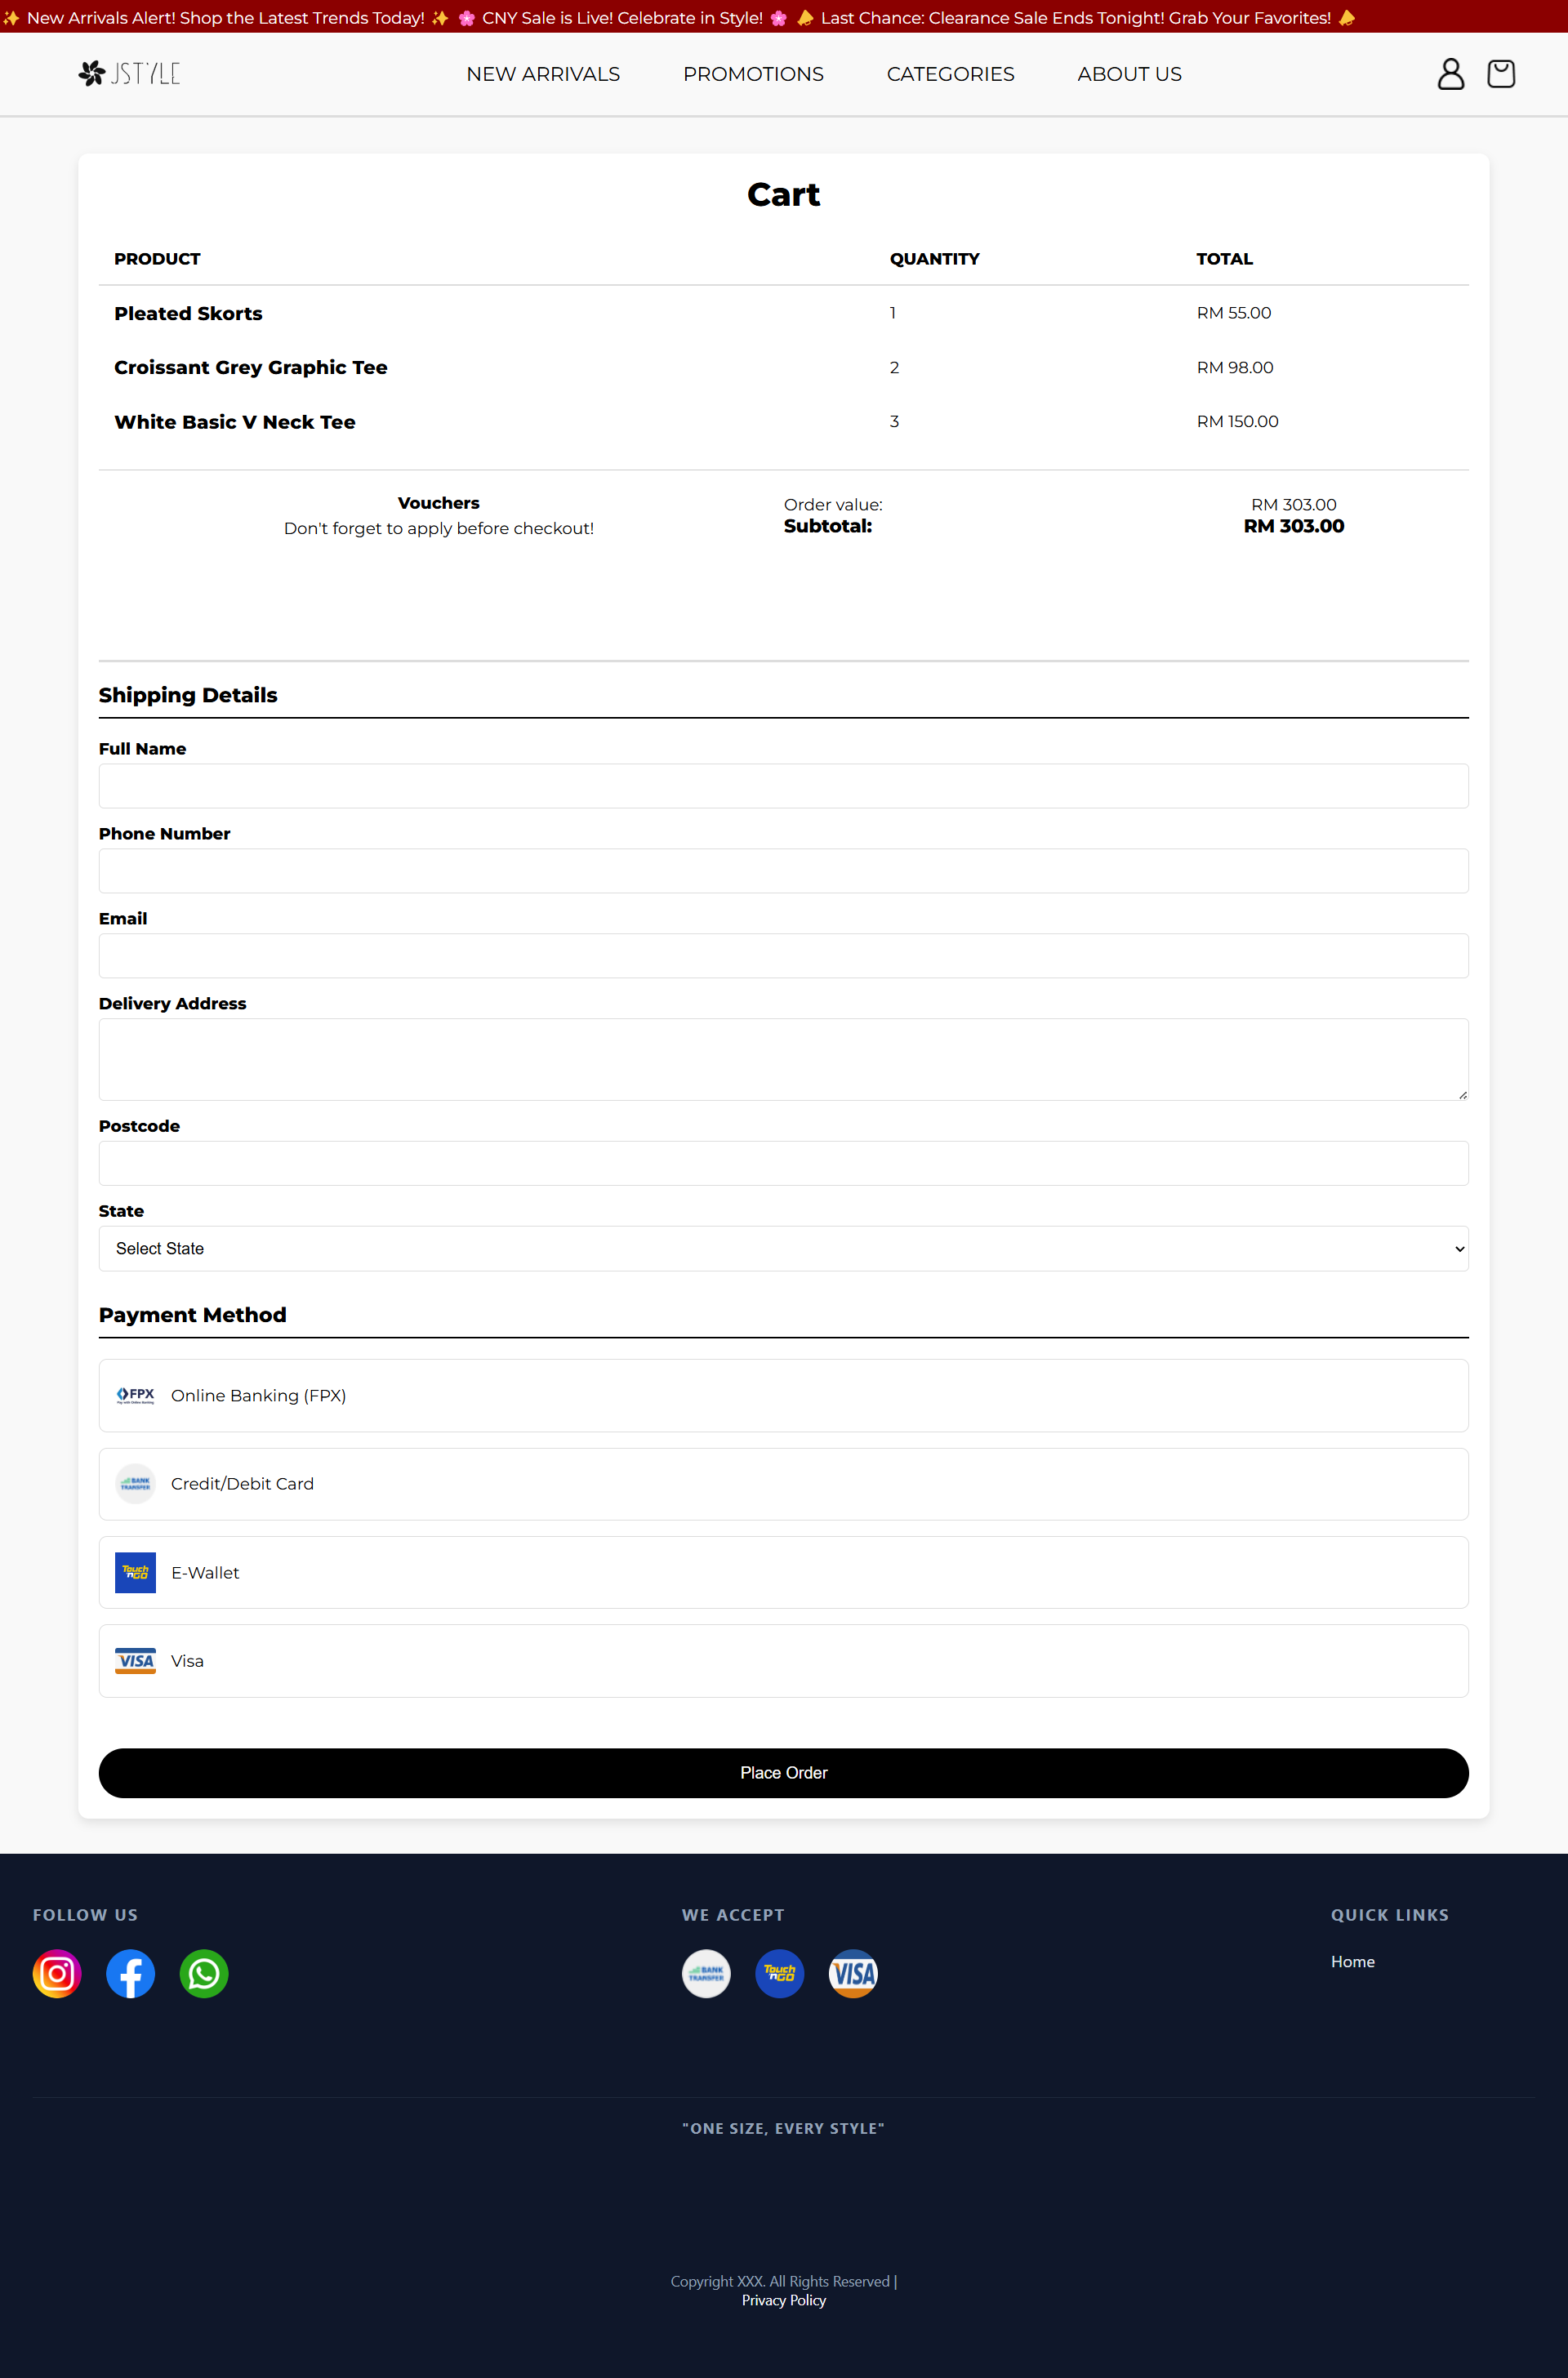 ✨ New Arrivals Alert! Shop the Latest Trends Today! ✨ 🌸 CNY Sale is Live! Celebrate in Style! 🌸 📣 Last Chance: Clearance Sale Ends Tonight! Grab Your Favorites! 📣
JSTYLE NEW ARRIVALS PROMOTIONS CATEGORIES ABOUT US
Cart
PRODUCT QUANTITY TOTAL
Pleated Skorts 1 RM 55.00
Croissant Grey Graphic Tee 2 RM 98.00
White Basic V Neck Tee 3 RM 150.00
Vouchers
Don't forget to apply before checkout!
Order value: RM 303.00
Subtotal: RM 303.00
Shipping Details
Full Name
Phone Number
Email
Delivery Address
Postcode
State
Select State
Payment Method
FPX
Pay with Online Banking
Online Banking (FPX)
BANK
TRANSFER
Credit/Debit Card
Touch
'nGO
E-Wallet
VISA
Visa
Place Order
FOLLOW US WE ACCEPT QUICK LINKS
BANK
TRANSFER
Touch
'nGO
VISA
Home
"ONE SIZE, EVERY STYLE"
Copyright XXX. All Rights Reserved |
Privacy Policy